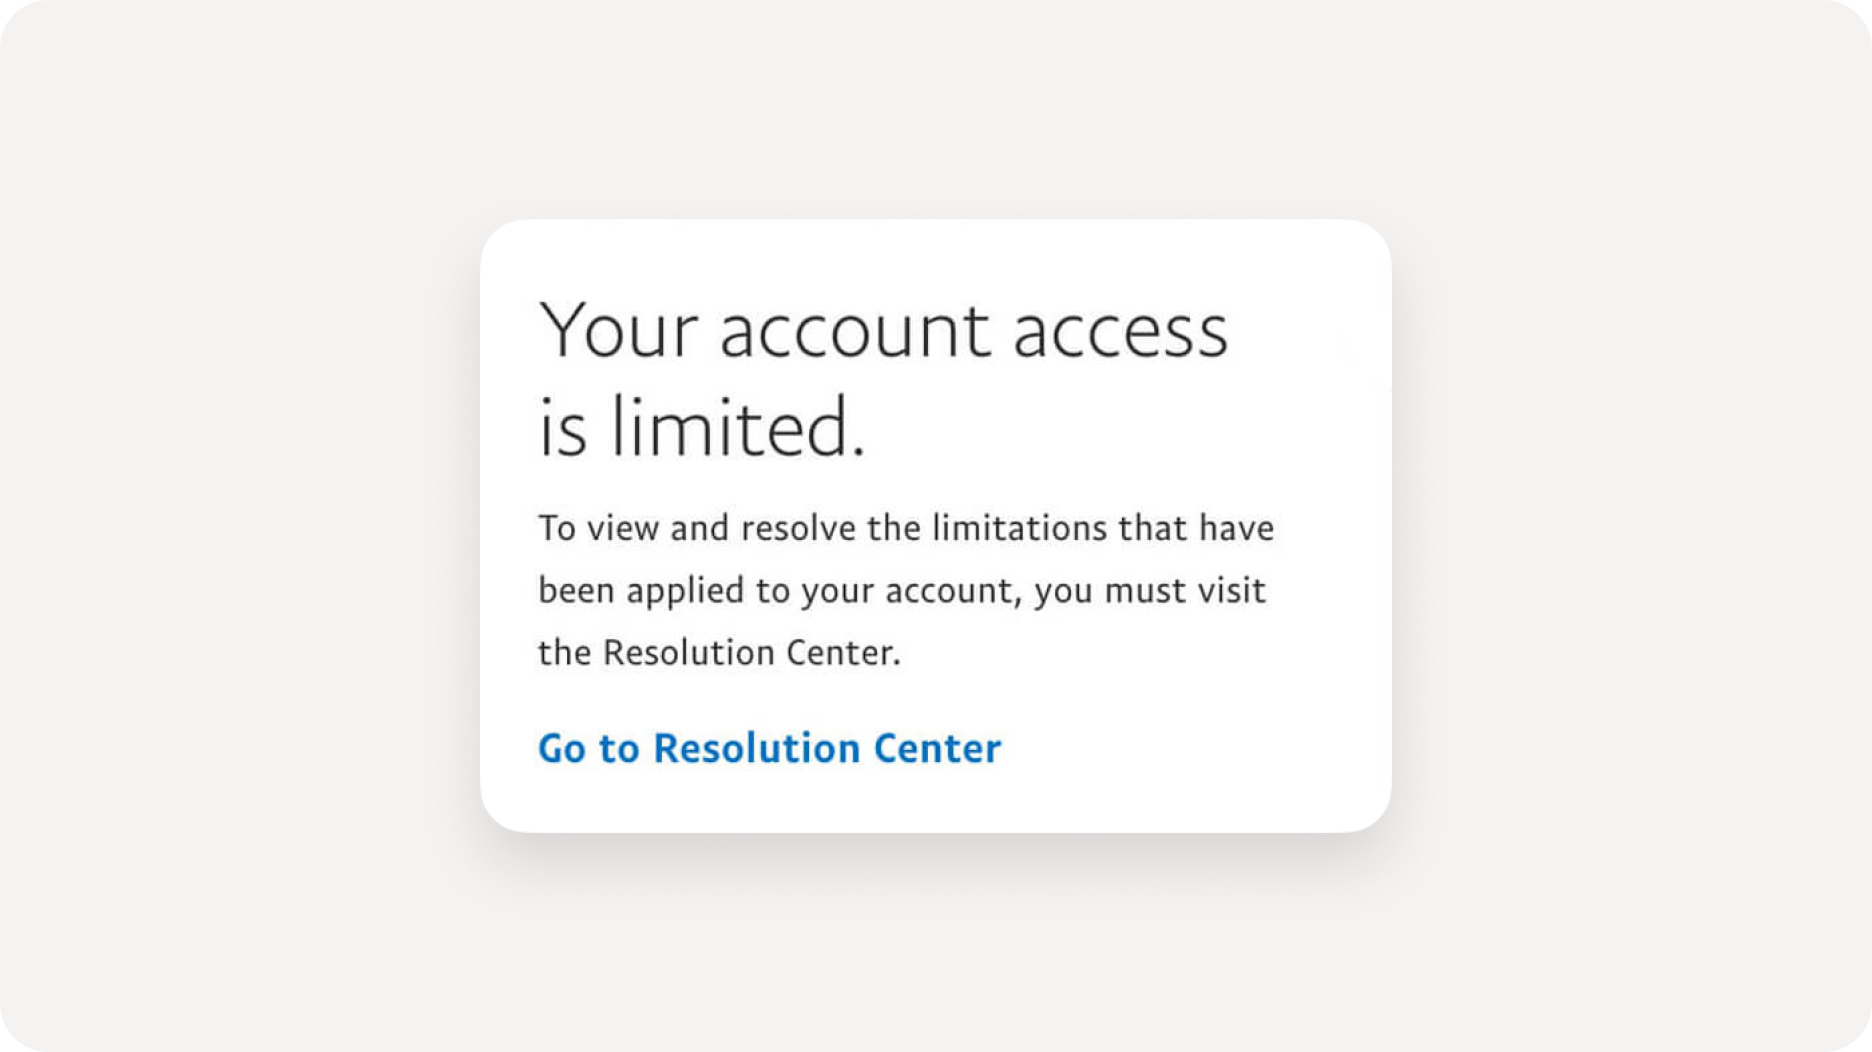 Your account access
is limited.
To view and resolve the limitations that have
been applied to your account, you must visit
the Resolution Center.
Go to Resolution Center